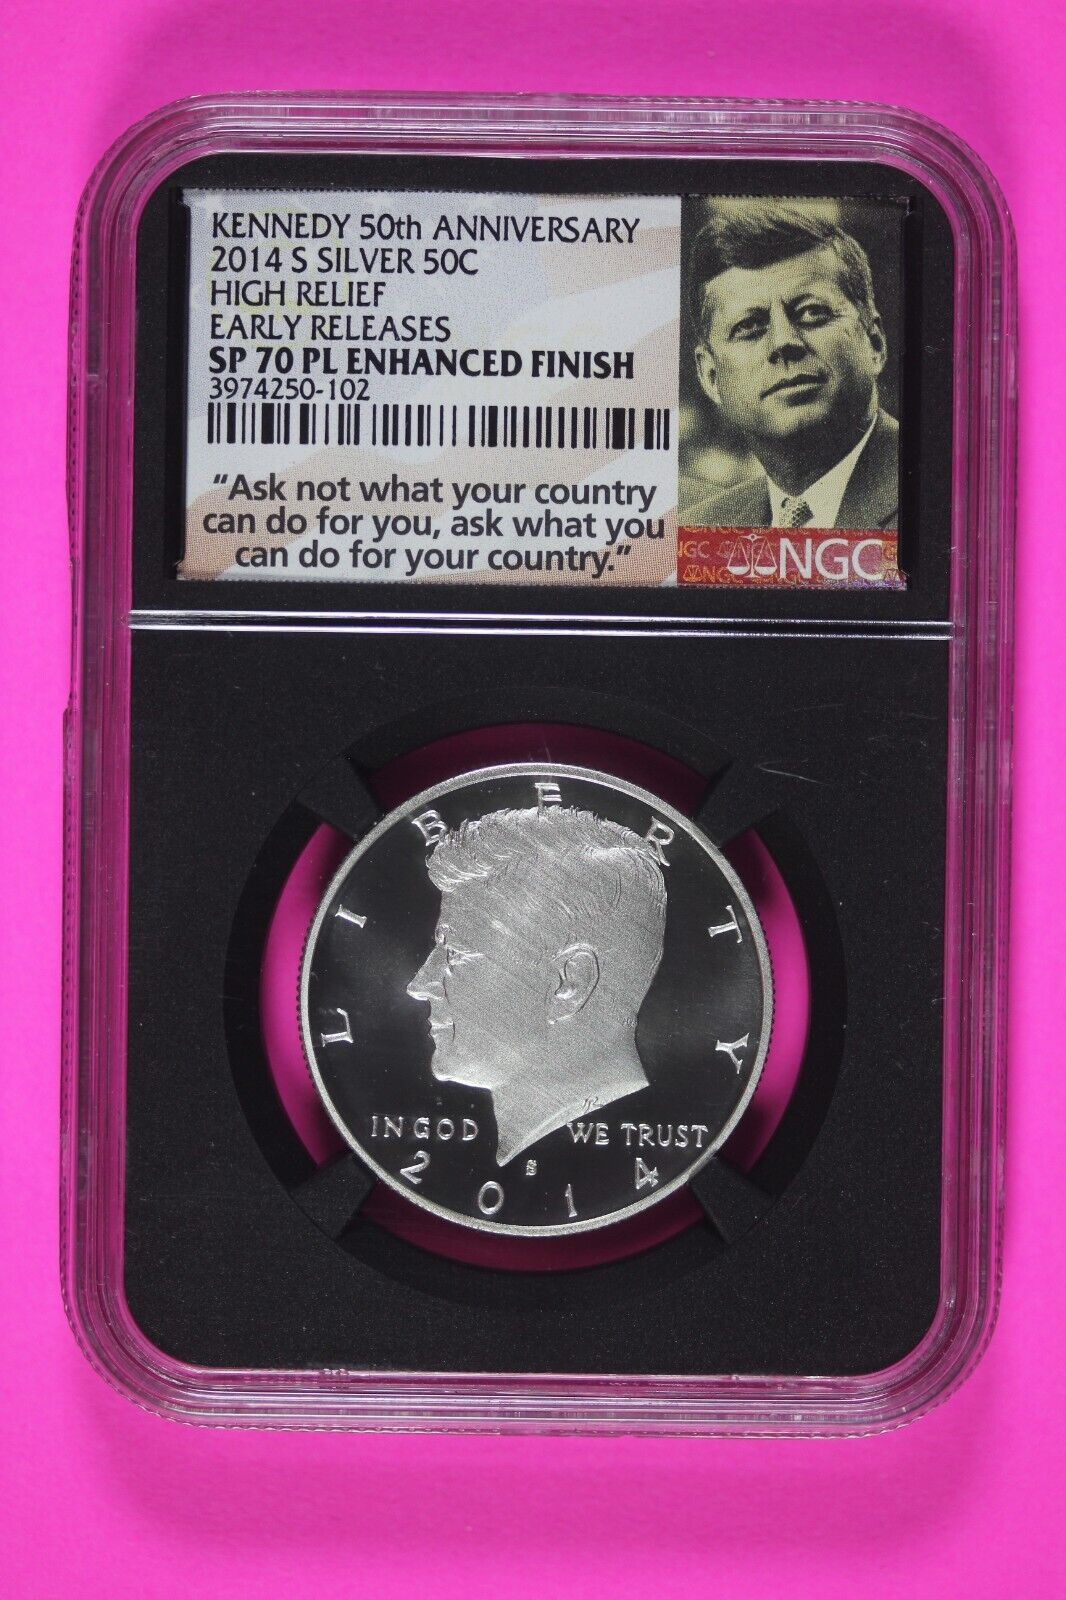 KENNEDY 50th ANNIVERSARY
2014 S SILVER 50C
HIGH RELIEF
EARLY RELEASES
SP 70 PL ENHANCED FINISH
3974250-102
"Ask not what your country
can do for you, ask what you
can do for your country."
NGC
LIBERTY
IN GOD WE TRUST
S
2014